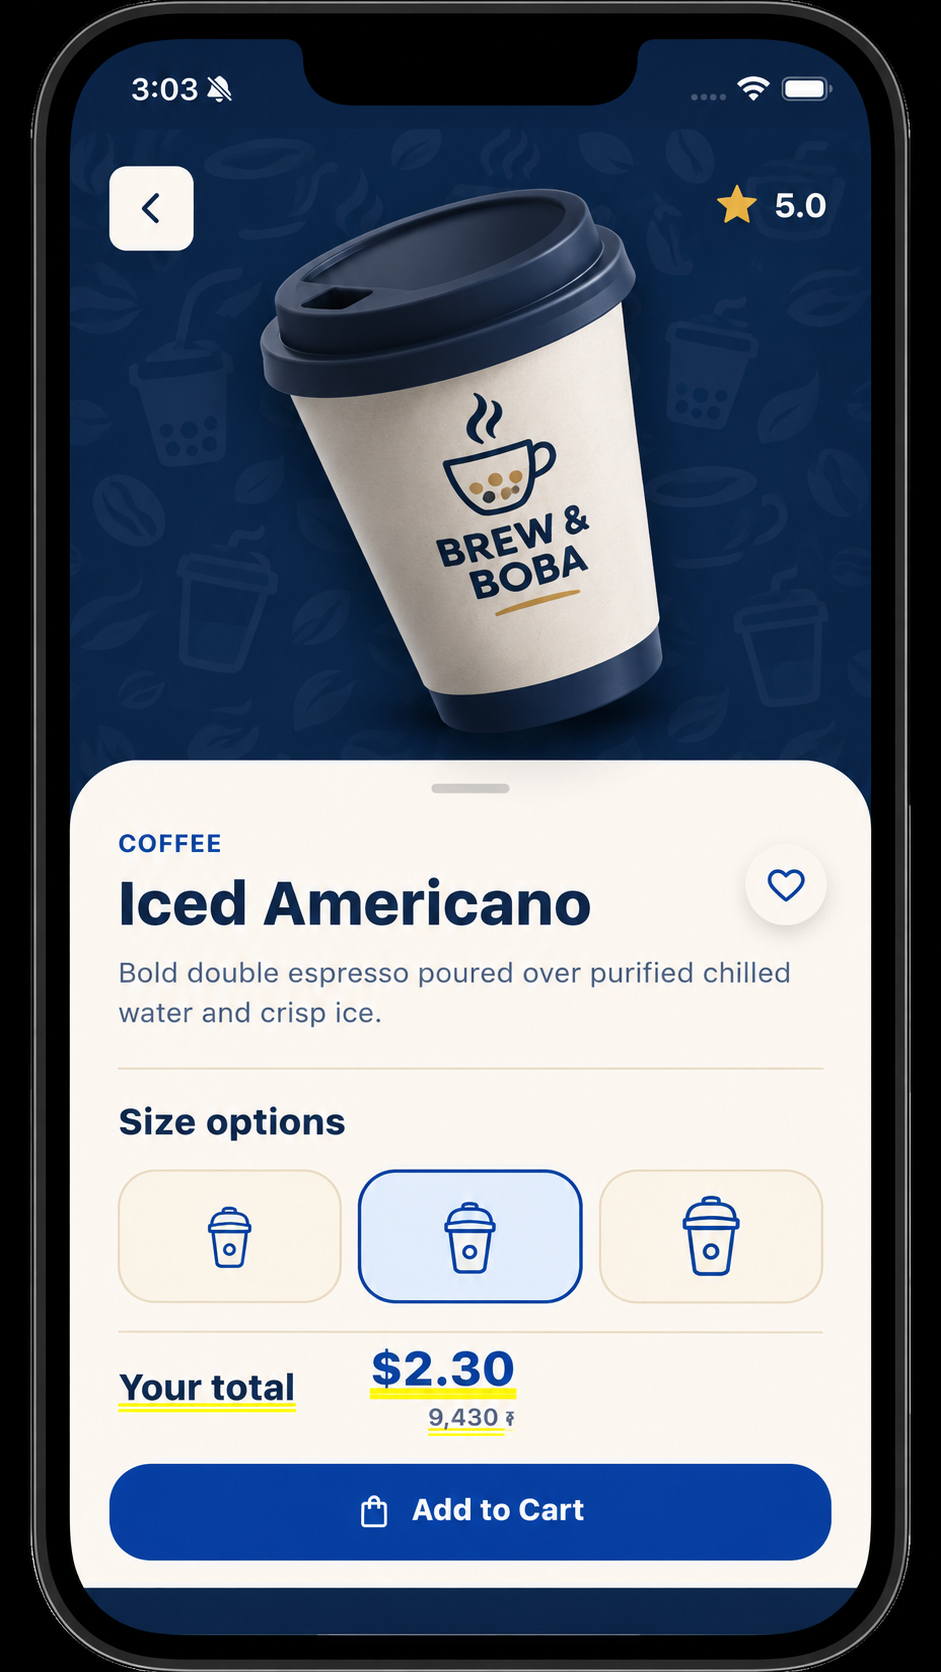 3:03
5.0
BREW &
BOBA
COFFEE
Iced Americano
Bold double espresso poured over purified chilled
water and crisp ice.
Size options
Your total
$2.30
9,430 ៛
Add to Cart